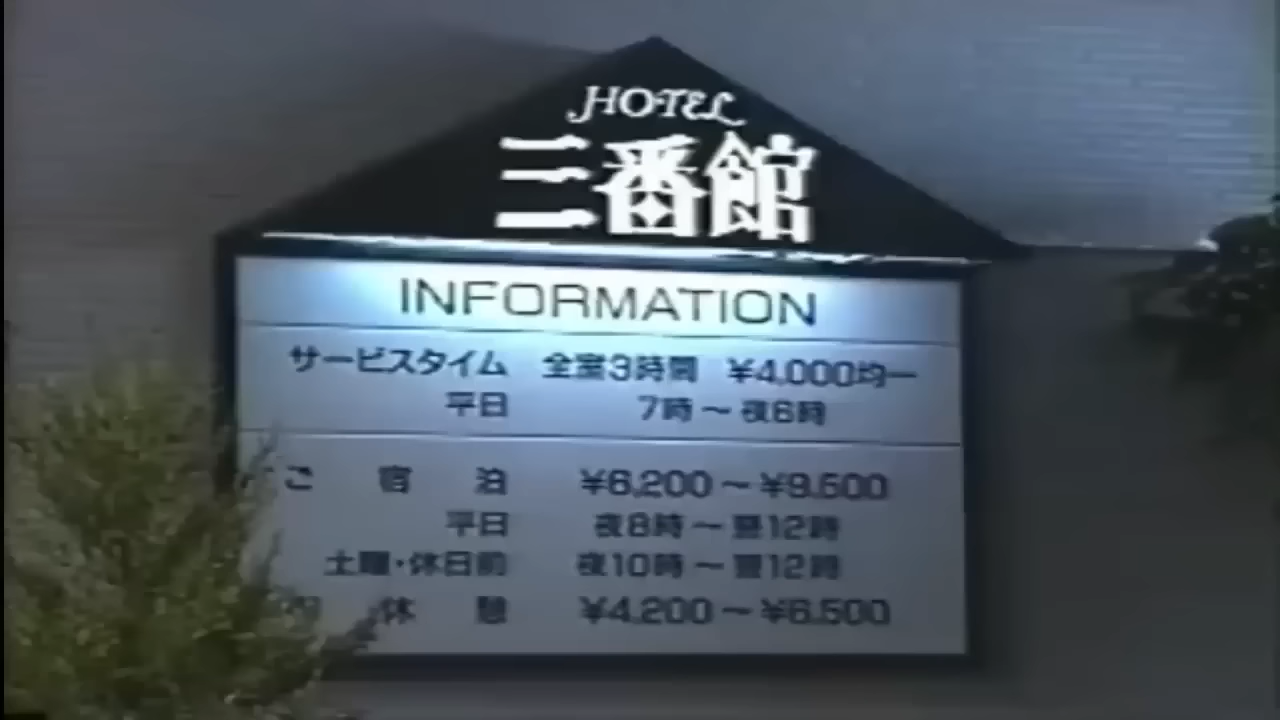 HOTEL
三番館
INFORMATION
サービスタイム 全室3時間 ¥4,000均一
平日 7時～夜6時
ご宿泊 ¥6,200～¥9,500
平日 夜8時～翌12時
土曜・休日前 夜10時～翌12時
休憩 ¥4,200～¥6,500